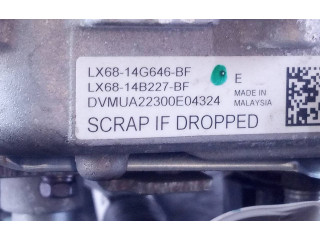 LX68-14G646-BF E
LX68-14B227-BF MADE IN
DVMUA22300E04324 MALAYSIA
SCRAP IF DROPPED